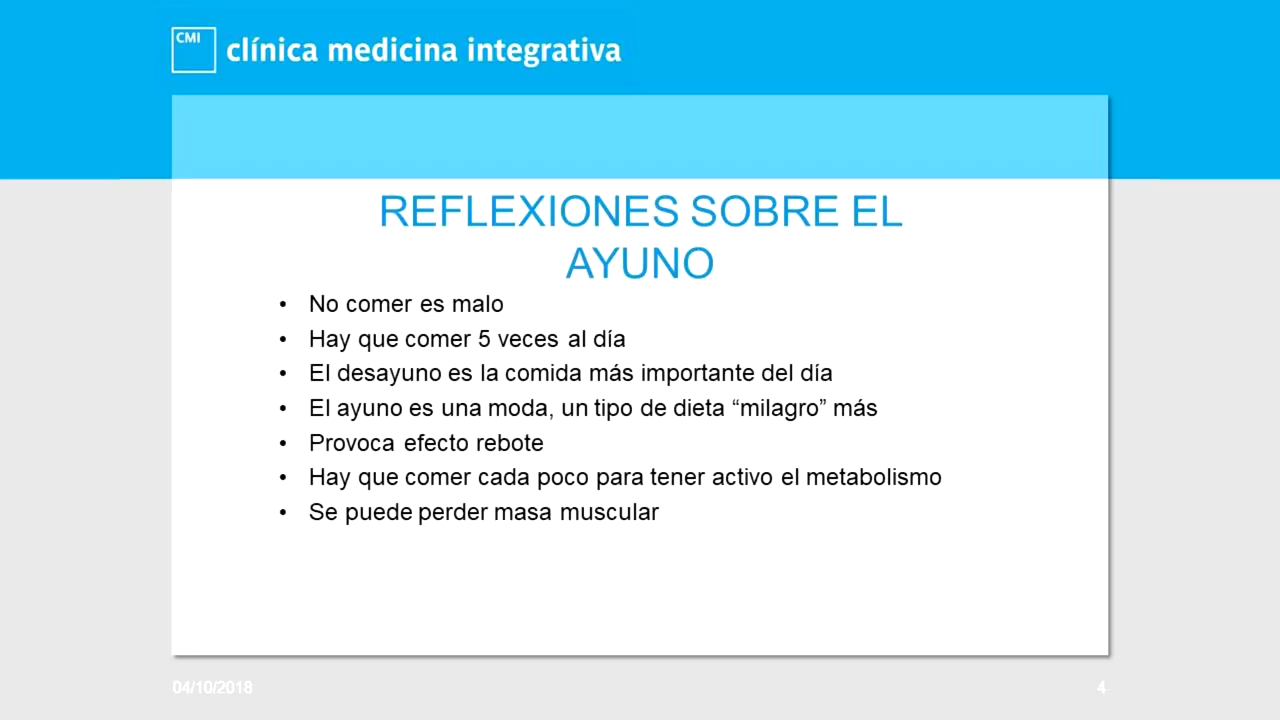 CMI
clínica medicina integrativa
REFLEXIONES SOBRE EL
AYUNO
• No comer es malo
• Hay que comer 5 veces al día
• El desayuno es la comida más importante del día
• El ayuno es una moda, un tipo de dieta “milagro” más
• Provoca efecto rebote
• Hay que comer cada poco para tener activo el metabolismo
• Se puede perder masa muscular
04/10/2018
4